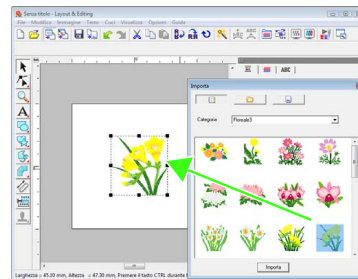 Senza titolo - Layout & Editing
File Modifica Immagine Testo Cuci Visualizza Opzioni Guida
ABC
Importa
Categoria Floreale3
Importa
Larghezza = 45.10 mm, Altezza = 47.30 mm, Premere il tasto CTRL durante